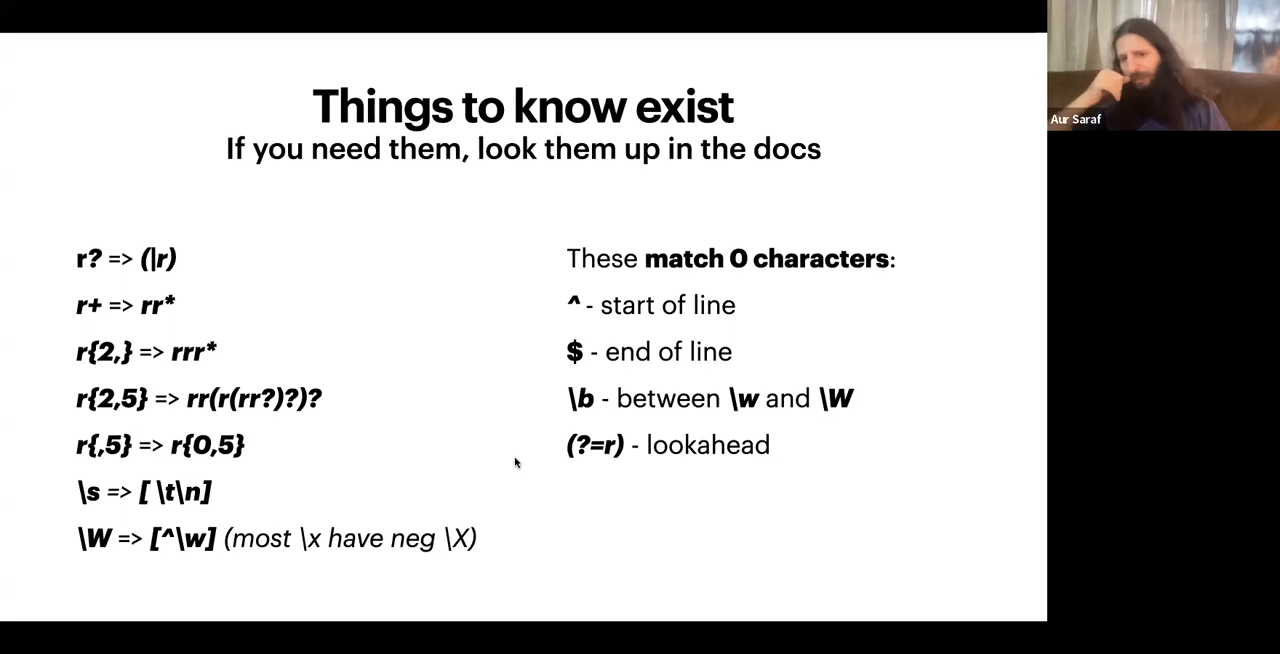 Things to know exist
If you need them, look them up in the docs
r? => (|r)
r+ => rr*
r{2,} => rrr*
r{2,5} => rr(r(rr?)?)?
r{,5} => r{0,5}
\s => [ \t\n]
\W => [^\w] (most \x have neg \X)
These match 0 characters:
^ - start of line
$ - end of line
\b - between \w and \W
(?=r) - lookahead
Aur Saraf